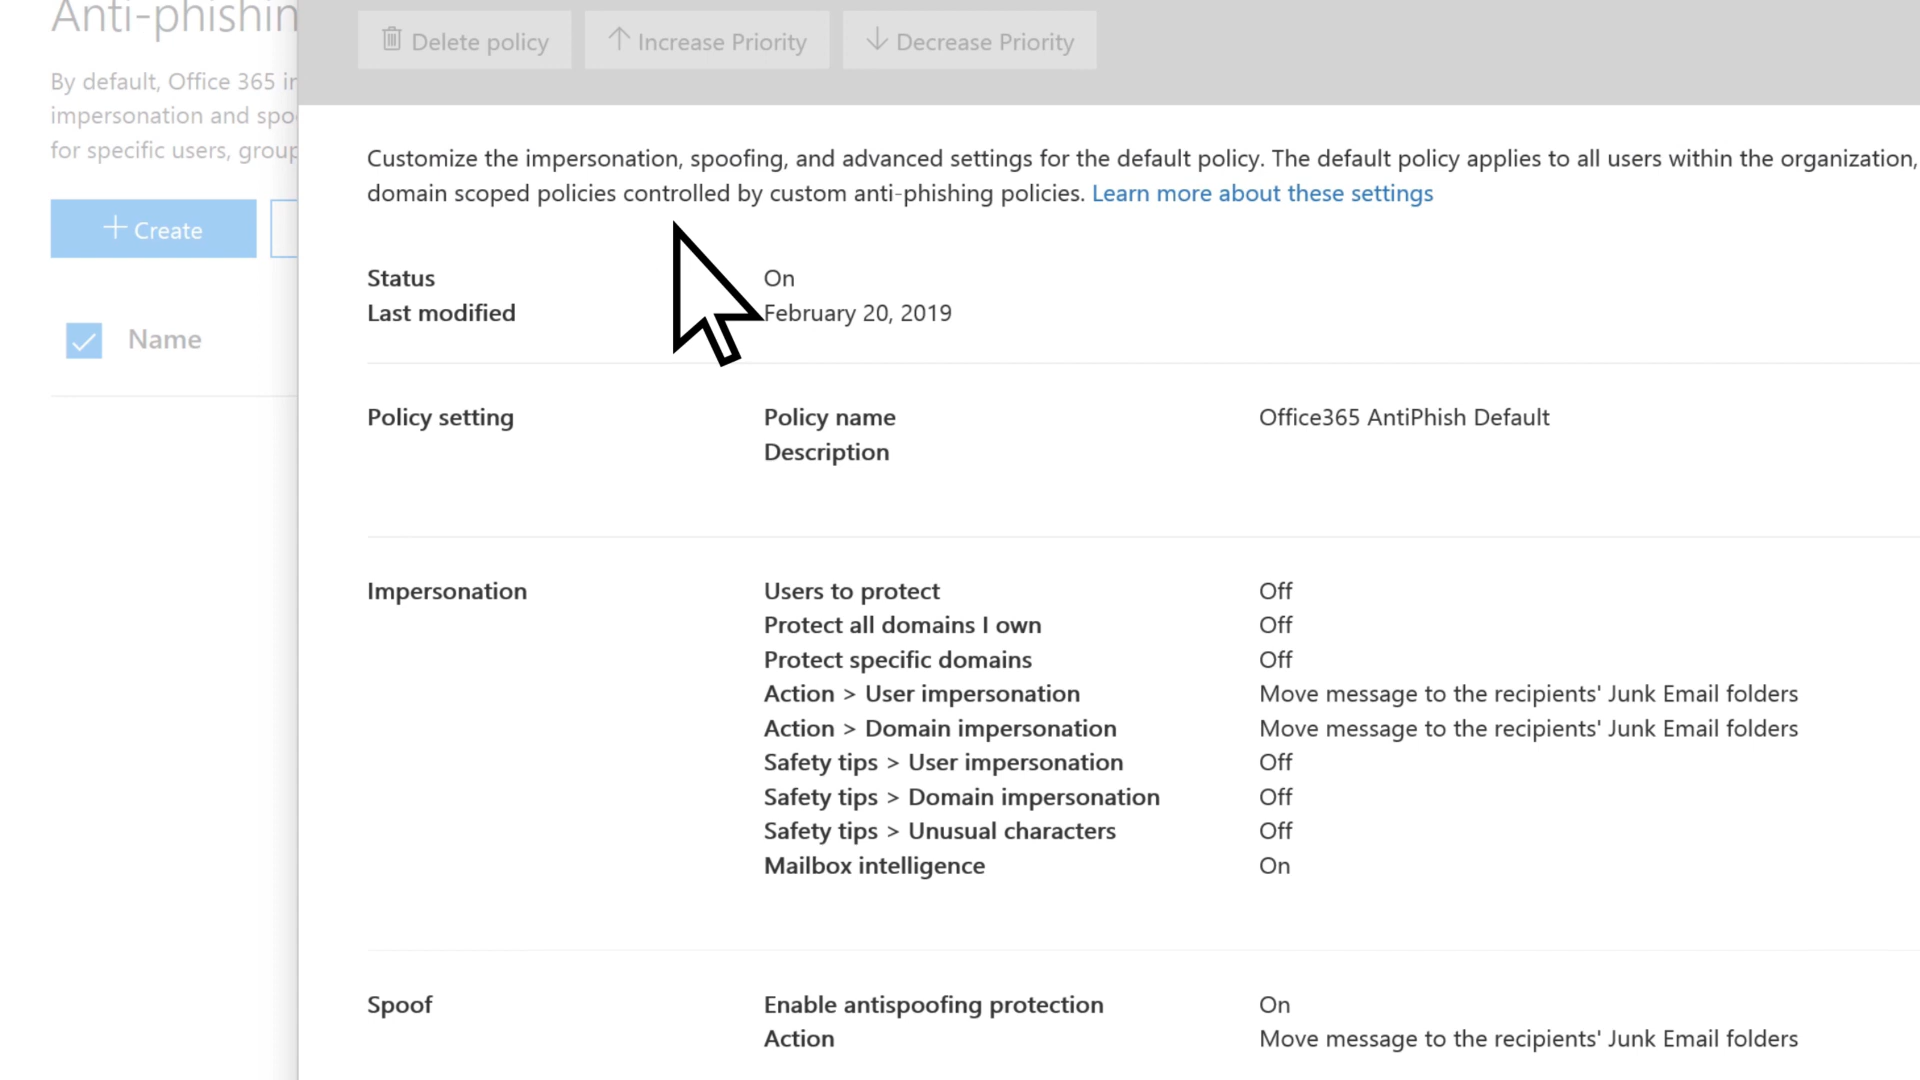 Anti-phishin
By default, Office 365 in
impersonation and spoo
for specific users, group
Create
Name
Delete policy
Increase Priority
Decrease Priority
Customize the impersonation, spoofing, and advanced settings for the default policy. The default policy applies to all users within the organization,
domain scoped policies controlled by custom anti-phishing policies. Learn more about these settings
Status On
Last modified February 20, 2019
Policy setting Policy name Office365 AntiPhish Default
Description
Impersonation Users to protect Off
Protect all domains I own Off
Protect specific domains Off
Action > User impersonation Move message to the recipients' Junk Email folders
Action > Domain impersonation Move message to the recipients' Junk Email folders
Safety tips > User impersonation Off
Safety tips > Domain impersonation Off
Safety tips > Unusual characters Off
Mailbox intelligence On
Spoof Enable antispoofing protection On
Action Move message to the recipients' Junk Email folders